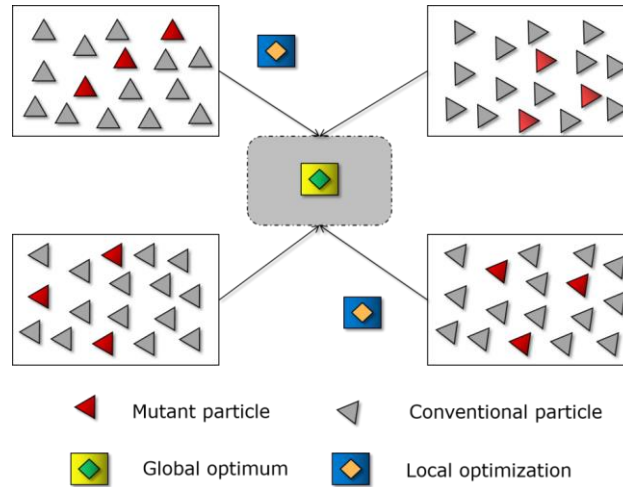 Mutant particle
Conventional particle
Global optimum
Local optimization